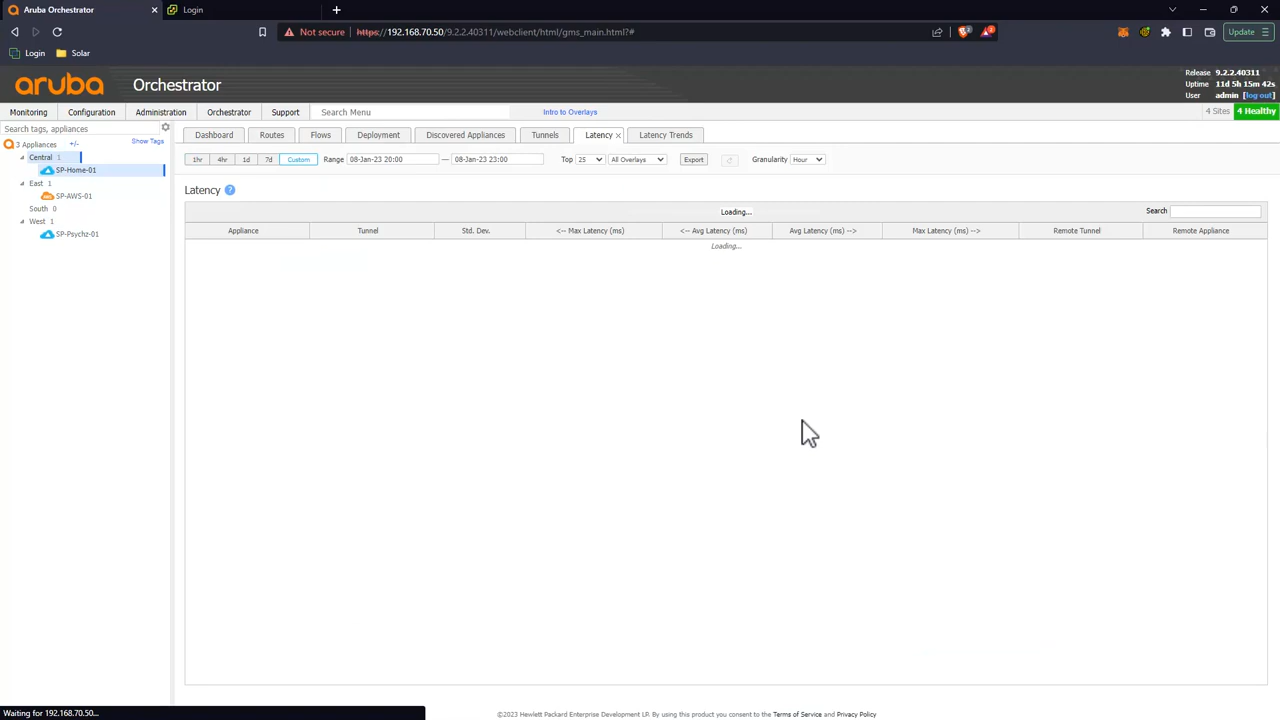 Aruba Orchestrator
Login
Not secure
https://192.168.70.50/9.2.2.40311/webclient/html/gms_main.html?#
2
2
Update
Login
Solar
aruba
Orchestrator
Release 9.2.2.40311
Uptime 11d 5h 15m 42s
User admin [log out]
Monitoring
Configuration
Administration
Orchestrator
Support
Search Menu
Intro to Overlays
4 Sites
4 Healthy
Search tags, appliances
3 Appliances +/-
Show Tags
Central 1
SP-Home-01
East 1
SP-AWS-01
South 0
West 1
SP-Psychz-01
Dashboard
Routes
Flows
Deployment
Discovered Appliances
Tunnels
Latency
Latency Trends
1hr
4hr
1d
7d
Custom
Range 08-Jan-23 20:00 — 08-Jan-23 23:00
Top 25
All Overlays
Export
Granularity Hour
Latency ?
Loading...
Search
Appliance
Tunnel
Std. Dev.
<-- Max Latency (ms)
<-- Avg Latency (ms)
Avg Latency (ms) -->
Max Latency (ms) -->
Remote Tunnel
Remote Appliance
Loading...
Waiting for 192.168.70.50...
©2023 Hewlett Packard Enterprise Development LP. By using this product you consent to the Terms of Service and Privacy Policy